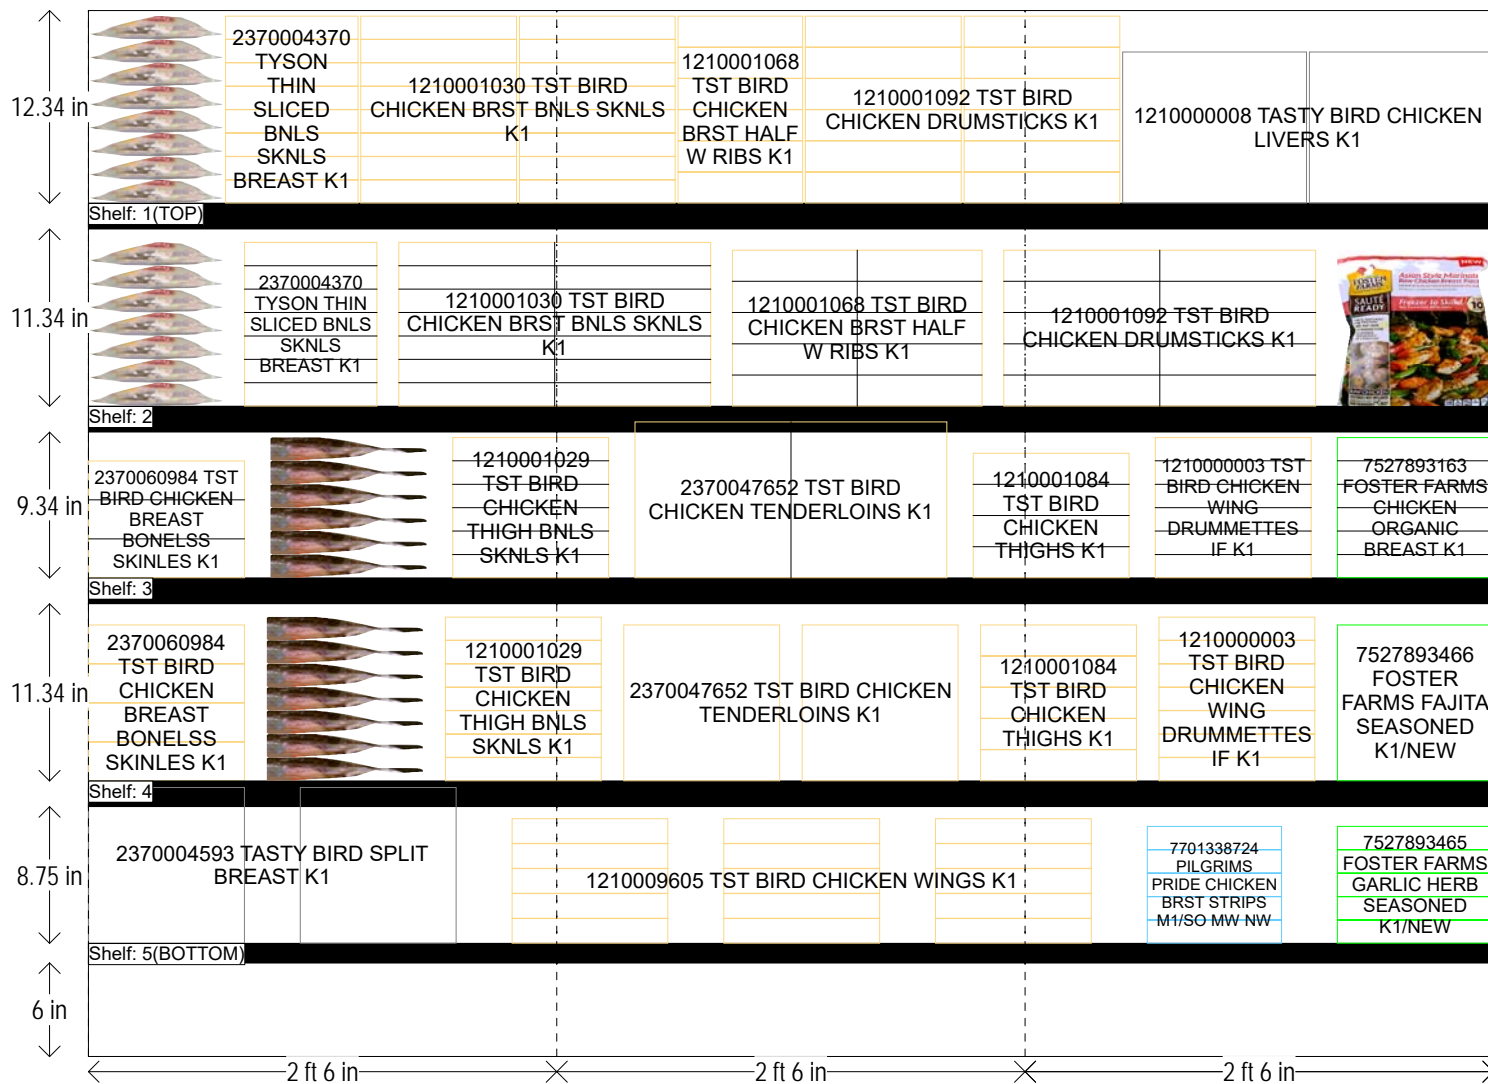 12.34 in
2370004370
TYSON
THIN
SLICED
BNLS
SKNLS
BREAST K1
1210001030 TST BIRD
CHICKEN BRST BNLS SKNLS
K1
1210001068
TST BIRD
CHICKEN
BRST HALF
W RIBS K1
1210001092 TST BIRD
CHICKEN DRUMSTICKS K1
1210000008 TASTY BIRD CHICKEN
LIVERS K1
Shelf: 1(TOP)
11.34 in
2370004370
TYSON THIN
SLICED BNLS
SKNLS
BREAST K1
1210001030 TST BIRD
CHICKEN BRST BNLS SKNLS
K1
1210001068 TST BIRD
CHICKEN BRST HALF
W RIBS K1
1210001092 TST BIRD
CHICKEN DRUMSTICKS K1
NEW
FOSTER
FARMS
SAUTE
READY
Asian Style
Freezer to Skillet
10
Shelf: 2
9.34 in
2370060984 TST
BIRD CHICKEN
BREAST
BONELSS
SKINLES K1
1210001029
TST BIRD
CHICKEN
THIGH BNLS
SKNLS K1
2370047652 TST BIRD
CHICKEN TENDERLOINS K1
1210001084
TST BIRD
CHICKEN
THIGHS K1
1210000003 TST
BIRD CHICKEN
WING
DRUMMETTES
IF K1
7527893163
FOSTER FARMS
CHICKEN
ORGANIC
BREAST K1
Shelf: 3
11.34 in
2370060984
TST BIRD
CHICKEN
BREAST
BONELSS
SKINLES K1
1210001029
TST BIRD
CHICKEN
THIGH BNLS
SKNLS K1
2370047652 TST BIRD CHICKEN
TENDERLOINS K1
1210001084
TST BIRD
CHICKEN
THIGHS K1
1210000003
TST BIRD
CHICKEN
WING
DRUMMETTES
IF K1
7527893466
FOSTER
FARMS FAJITA
SEASONED
K1/NEW
Shelf: 4
8.75 in
2370004593 TASTY BIRD SPLIT
BREAST K1
1210009605 TST BIRD CHICKEN WINGS K1
7701338724
PILGRIMS
PRIDE CHICKEN
BRST STRIPS
M1/SO MW NW
7527893465
FOSTER FARMS
GARLIC HERB
SEASONED
K1/NEW
Shelf: 5(BOTTOM)
6 in
2 ft 6 in
2 ft 6 in
2 ft 6 in